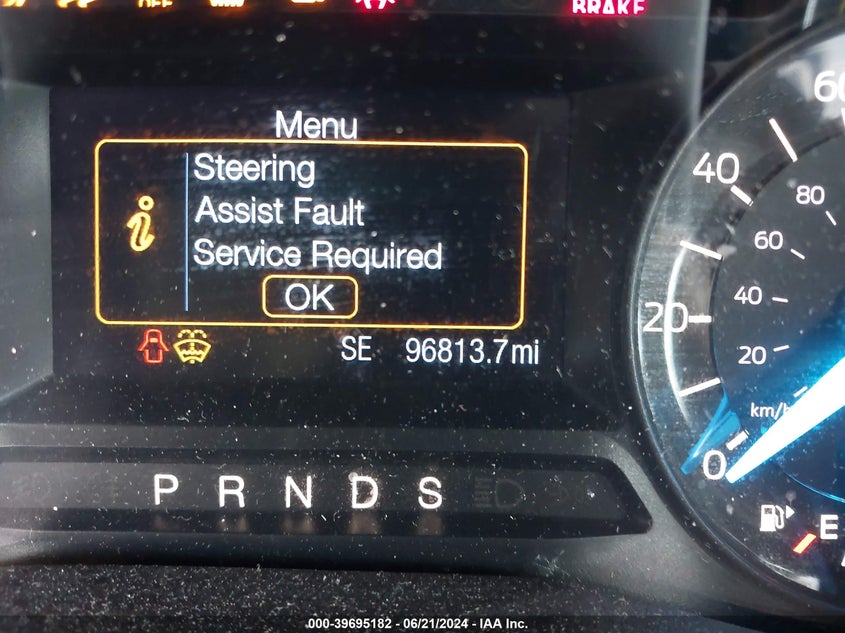 OFF
BRAKE
Menu
Steering
Assist Fault
Service Required
OK
SE 96813.7mi
P R N D S
60
40
20
0
80
60
40
20
km/h
E
000-39695182 - 06/21/2024 - IAA Inc.